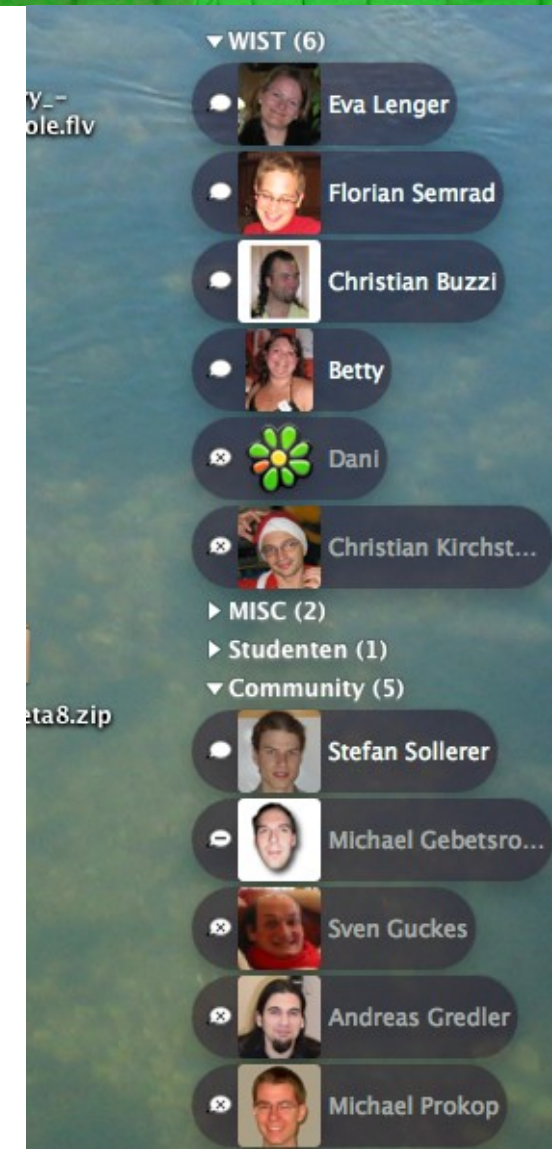 WIST (6)
y_-
ole.flv
Eva Lenger
Florian Semrad
Christian Buzzi
Betty
Dani
Christian Kirchst...
MISC (2)
Studenten (1)
Community (5)
eta8.zip
Stefan Sollerer
Michael Gebetsro...
Sven Guckes
Andreas Gredler
Michael Prokop